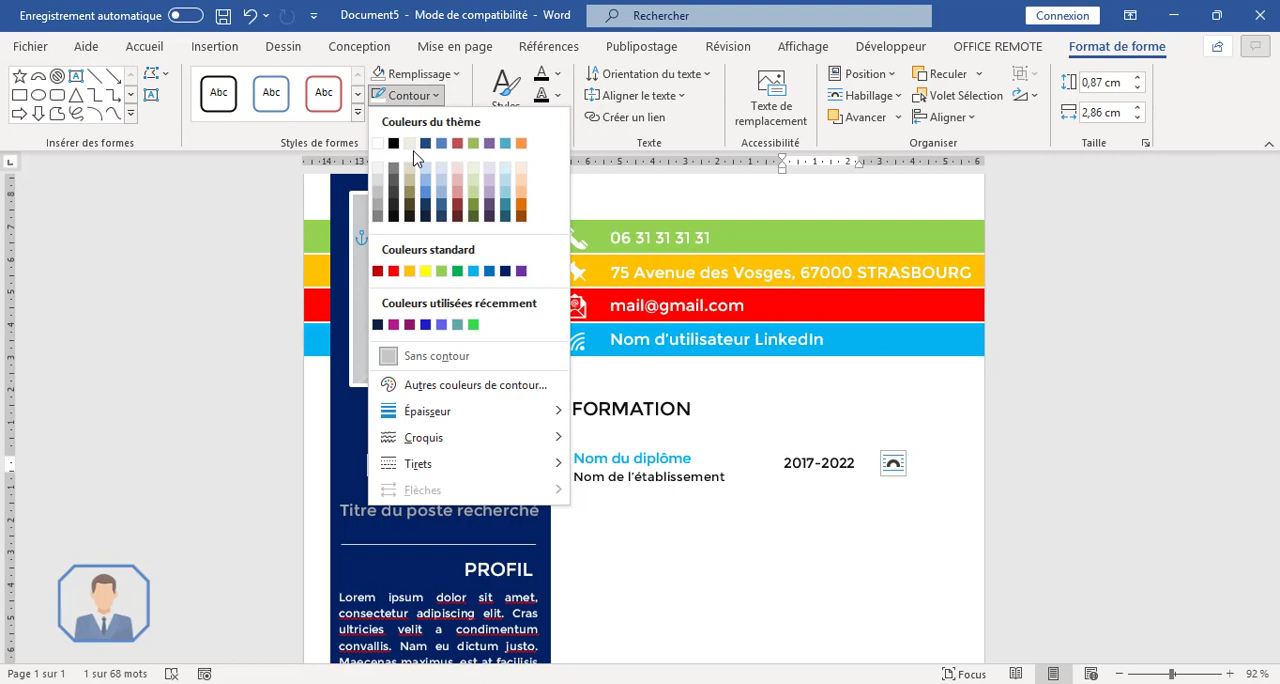 Enregistrement automatique
Document5 - Mode de compatibilité - Word
Rechercher
Connexion
Fichier Aide Accueil Insertion Dessin Conception Mise en page Références Publipostage Révision Affichage Développeur OFFICE REMOTE Format de forme
Abc Abc Abc
Remplissage
Contour
Styles
Orientation du texte
Aligner le texte
Créer un lien
Texte de
remplacement
Position
Habillage
Avancer
Reculer
Volet Sélection
Aligner
0,87 cm
2,86 cm
Insérer des formes
Styles de formes
Texte
Accessibilité
Organiser
Taille
Couleurs du thème
Couleurs standard
Couleurs utilisées récemment
Sans contour
Autres couleurs de contour...
Épaisseur
Croquis
Tirets
Flèches
06 31 31 31 31
75 Avenue des Vosges, 67000 STRASBOURG
mail@gmail.com
Nom d'utilisateur LinkedIn
FORMATION
Nom du diplôme
Nom de l'établissement
2017-2022
Titre du poste recherché
PROFIL
Lorem ipsum dolor sit amet,
consectetur adipiscing elit. Cras
ultricies velit a condimentum
convallis. Nam eu dictum justo.
Maecenas maximus, est at facilisis
Page 1 sur 1
1 sur 68 mots
Focus
92 %